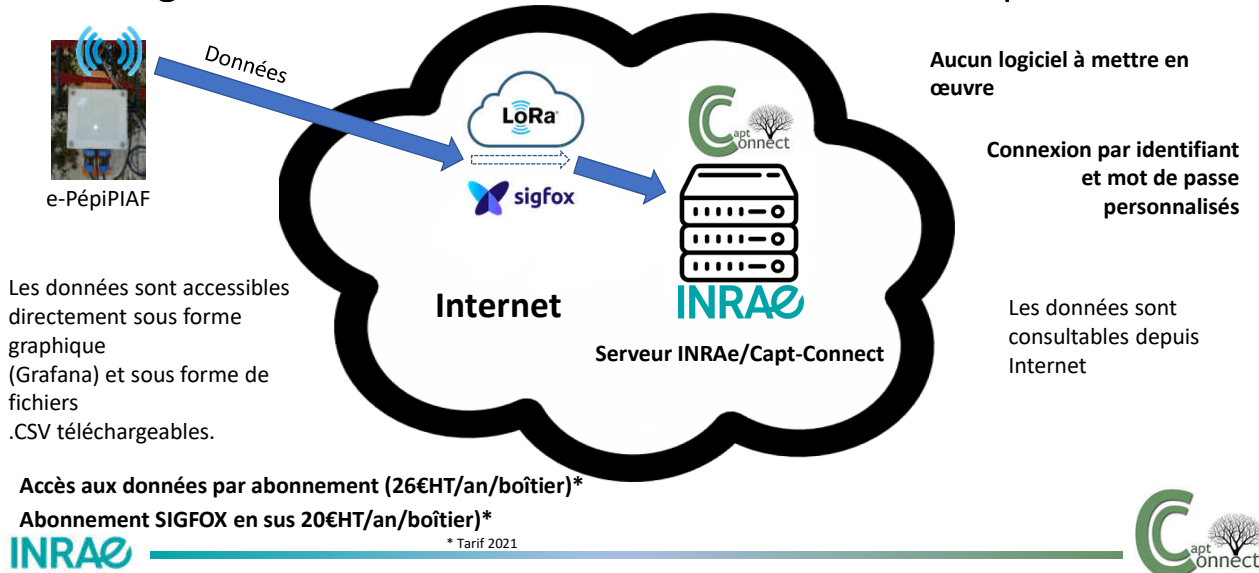 Données
e-PépiPIAF
LoRa
sigfox
Capt
Connect
INRAE
Internet
Serveur INRAe/Capt-Connect
Aucun logiciel à mettre en
œuvre
Connexion par identifiant
et mot de passe
personnalisés
Les données sont accessibles
directement sous forme
graphique
(Grafana) et sous forme de
fichiers
.CSV téléchargeables.
Les données sont
consultables depuis
Internet
Accès aux données par abonnement (26€HT/an/boîtier)*
Abonnement SIGFOX en sus 20€HT/an/boîtier)*
* Tarif 2021
INRAE
Capt
Connect